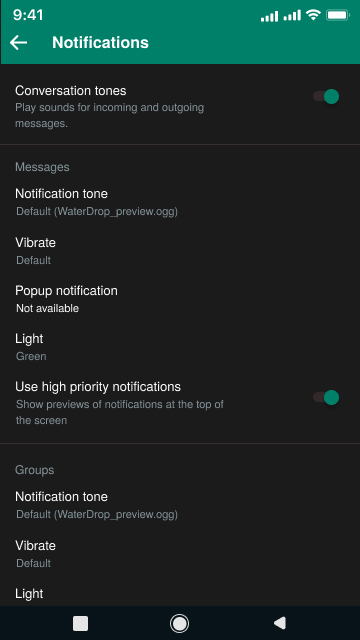 9:41
Notifications
Conversation tones
Play sounds for incoming and outgoing
messages.
Messages
Notification tone
Default (WaterDrop_preview.ogg)
Vibrate
Default
Popup notification
Not available
Light
Green
Use high priority notifications
Show previews of notifications at the top of
the screen
Groups
Notification tone
Default (WaterDrop_preview.ogg)
Vibrate
Default
Light